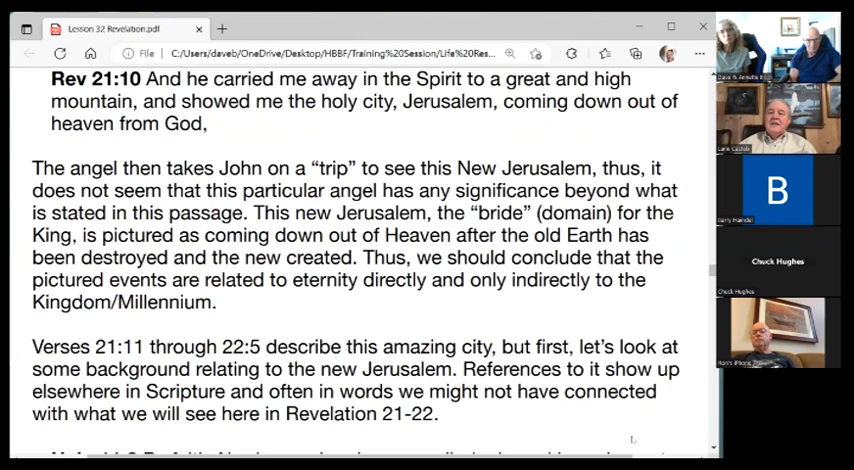 Lesson 32 Revelation.pdf
File
C:/Users/daveb/OneDrive/Desktop/HBBF/Training%20Session/Life%20Res...
Rev 21:10 And he carried me away in the Spirit to a great and high
mountain, and showed me the holy city, Jerusalem, coming down out of
heaven from God,
The angel then takes John on a “trip” to see this New Jerusalem, thus, it
does not seem that this particular angel has any significance beyond what
is stated in this passage. This new Jerusalem, the “bride” (domain) for the
King, is pictured as coming down out of Heaven after the old Earth has
been destroyed and the new created. Thus, we should conclude that the
pictured events are related to eternity directly and only indirectly to the
Kingdom/Millennium.
Verses 21:11 through 22:5 describe this amazing city, but first, let’s look at
some background relating to the new Jerusalem. References to it show up
elsewhere in Scripture and often in words we might not have connected
with what we will see here in Revelation 21-22.
Dave & Annette
B
Chuck Hughes
Chuck Hughes
Ron's iPhone